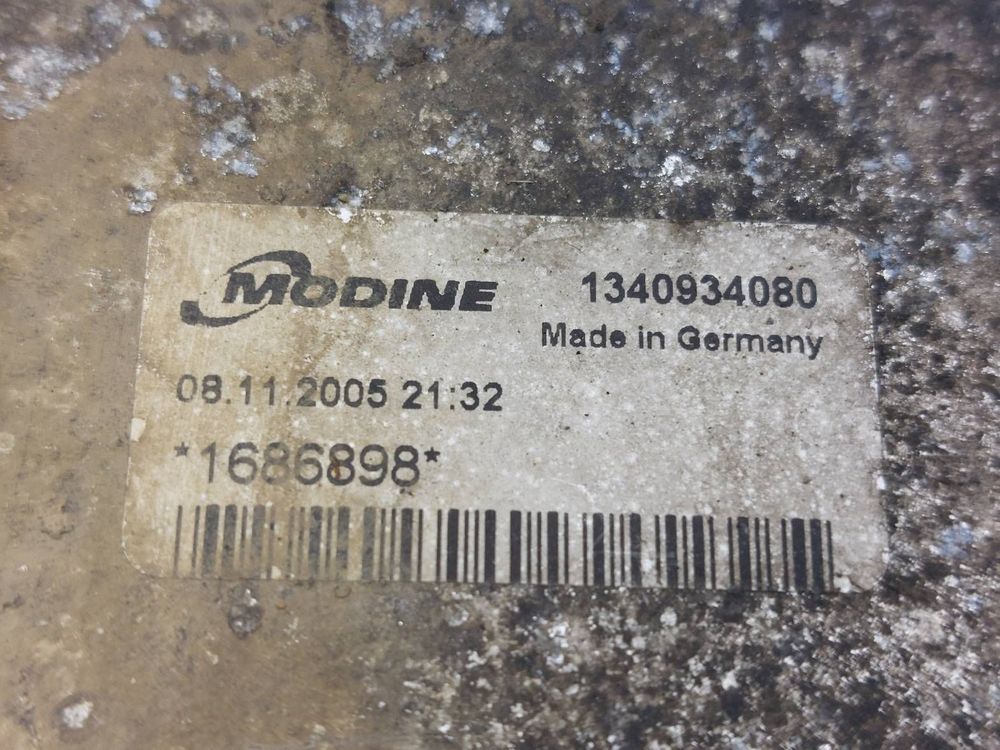 MODINE 1340934080
Made in Germany
08.11.2005 21:32
*1686898*